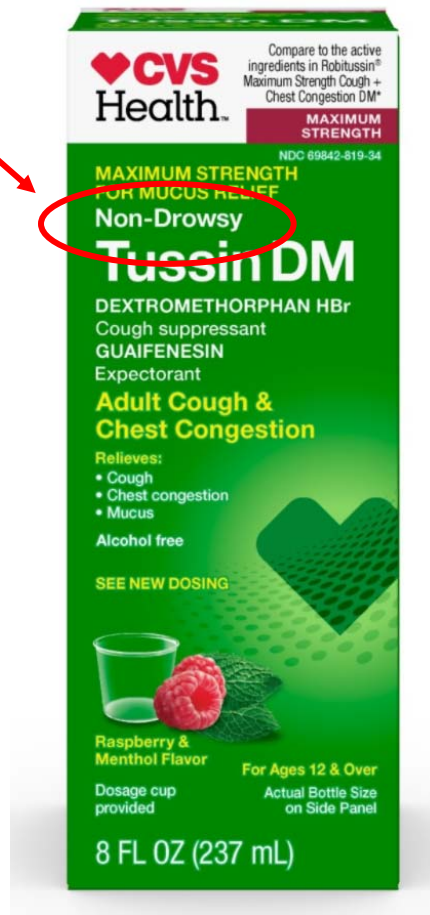 CVS
Health™
Compare to the active
ingredients in Robitussin®
Maximum Strength Cough +
Chest Congestion DM*
MAXIMUM
STRENGTH
NDC 69842-819-34
MAXIMUM STRENGTH
FOR MUCUS RELIEF
Non-Drowsy
Tussin DM
DEXTROMETHORPHAN HBr
Cough suppressant
GUAIFENESIN
Expectorant
Adult Cough &
Chest Congestion
Relieves:
• Cough
• Chest congestion
• Mucus
Alcohol free
SEE NEW DOSING
Raspberry &
Menthol Flavor
Dosage cup
provided
For Ages 12 & Over
Actual Bottle Size
on Side Panel
8 FL OZ (237 mL)